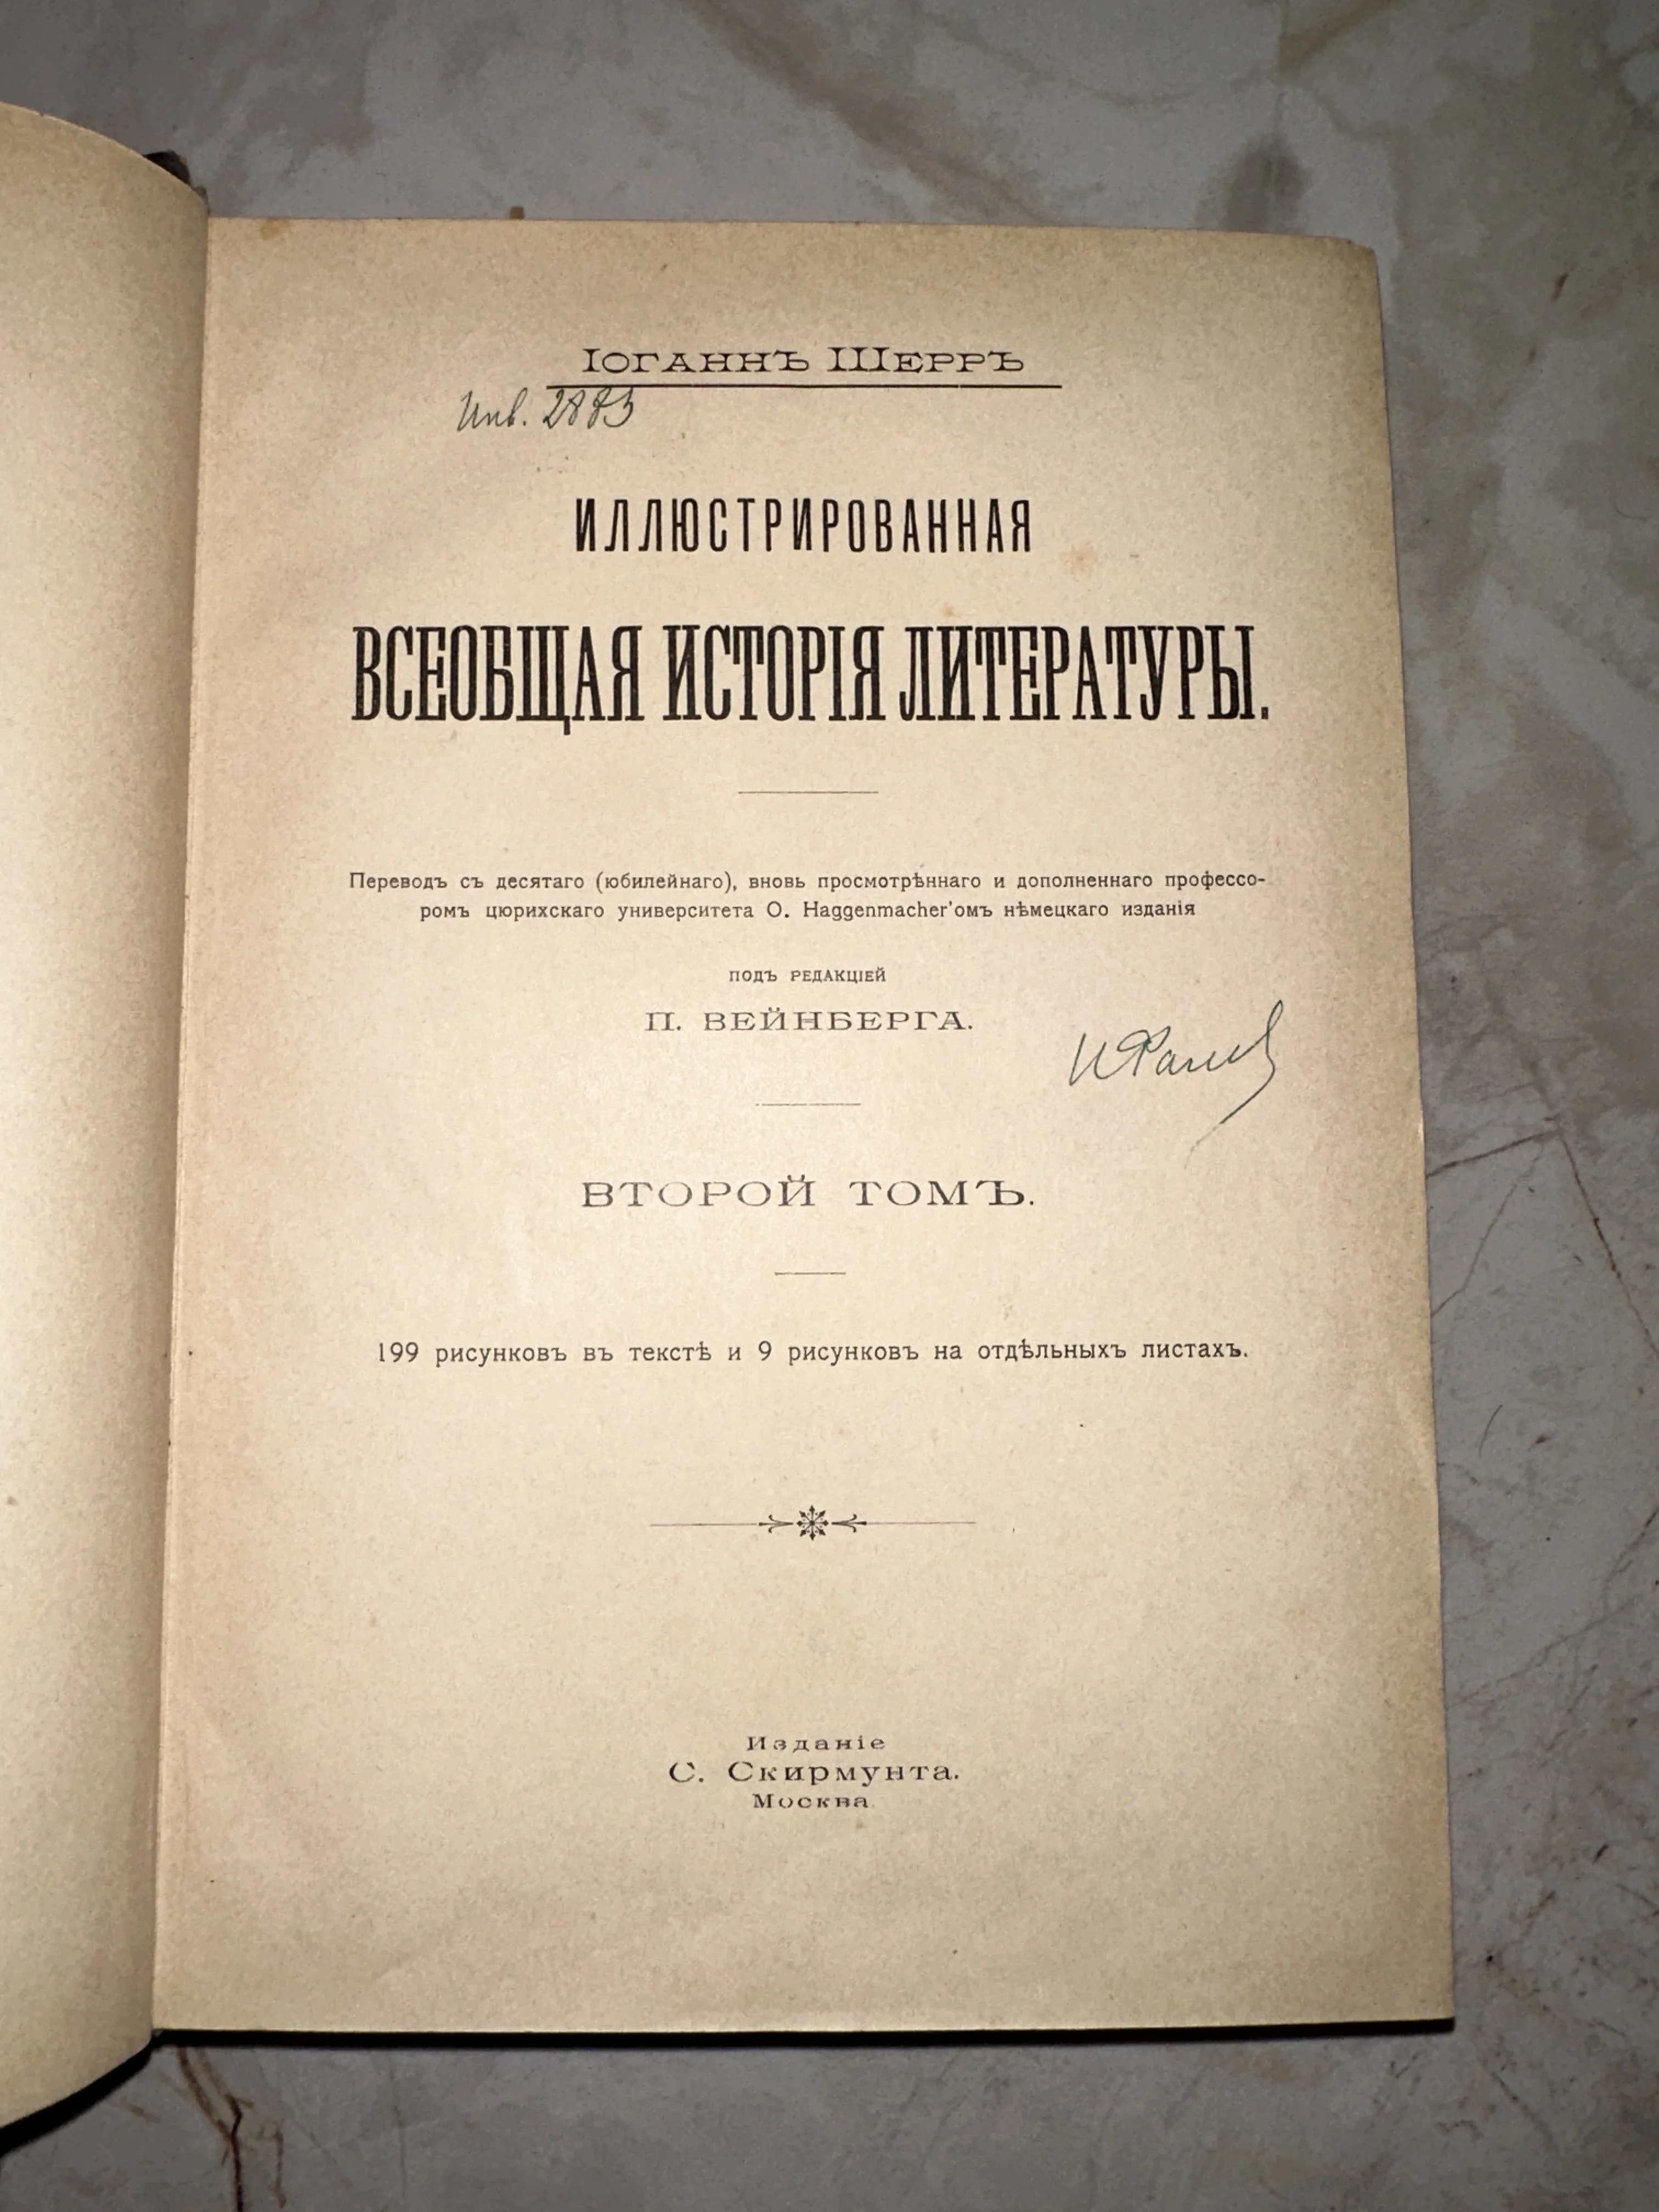 Іоганнъ Шерръ
Инв. 2883
ИЛЛЮСТРИРОВАННАЯ
ВСЕОБЩАЯ ИСТОРІЯ ЛИТЕРАТУРЫ.
Переводъ съ десятаго (юбилейнаго), вновь просмотрѣннаго и дополненнаго профессо-
ромъ цюрихскаго университета О. Haggenmacher'омъ нѣмецкаго изданія
ПОДЪ РЕДАКЦІЕЙ
П. ВЕЙНБЕРГА.
ВТОРОЙ ТОМЪ.
199 рисунковъ въ текстѣ и 9 рисунковъ на отдѣльныхъ листахъ.
Изданіе
С. Скирмунта.
Москва